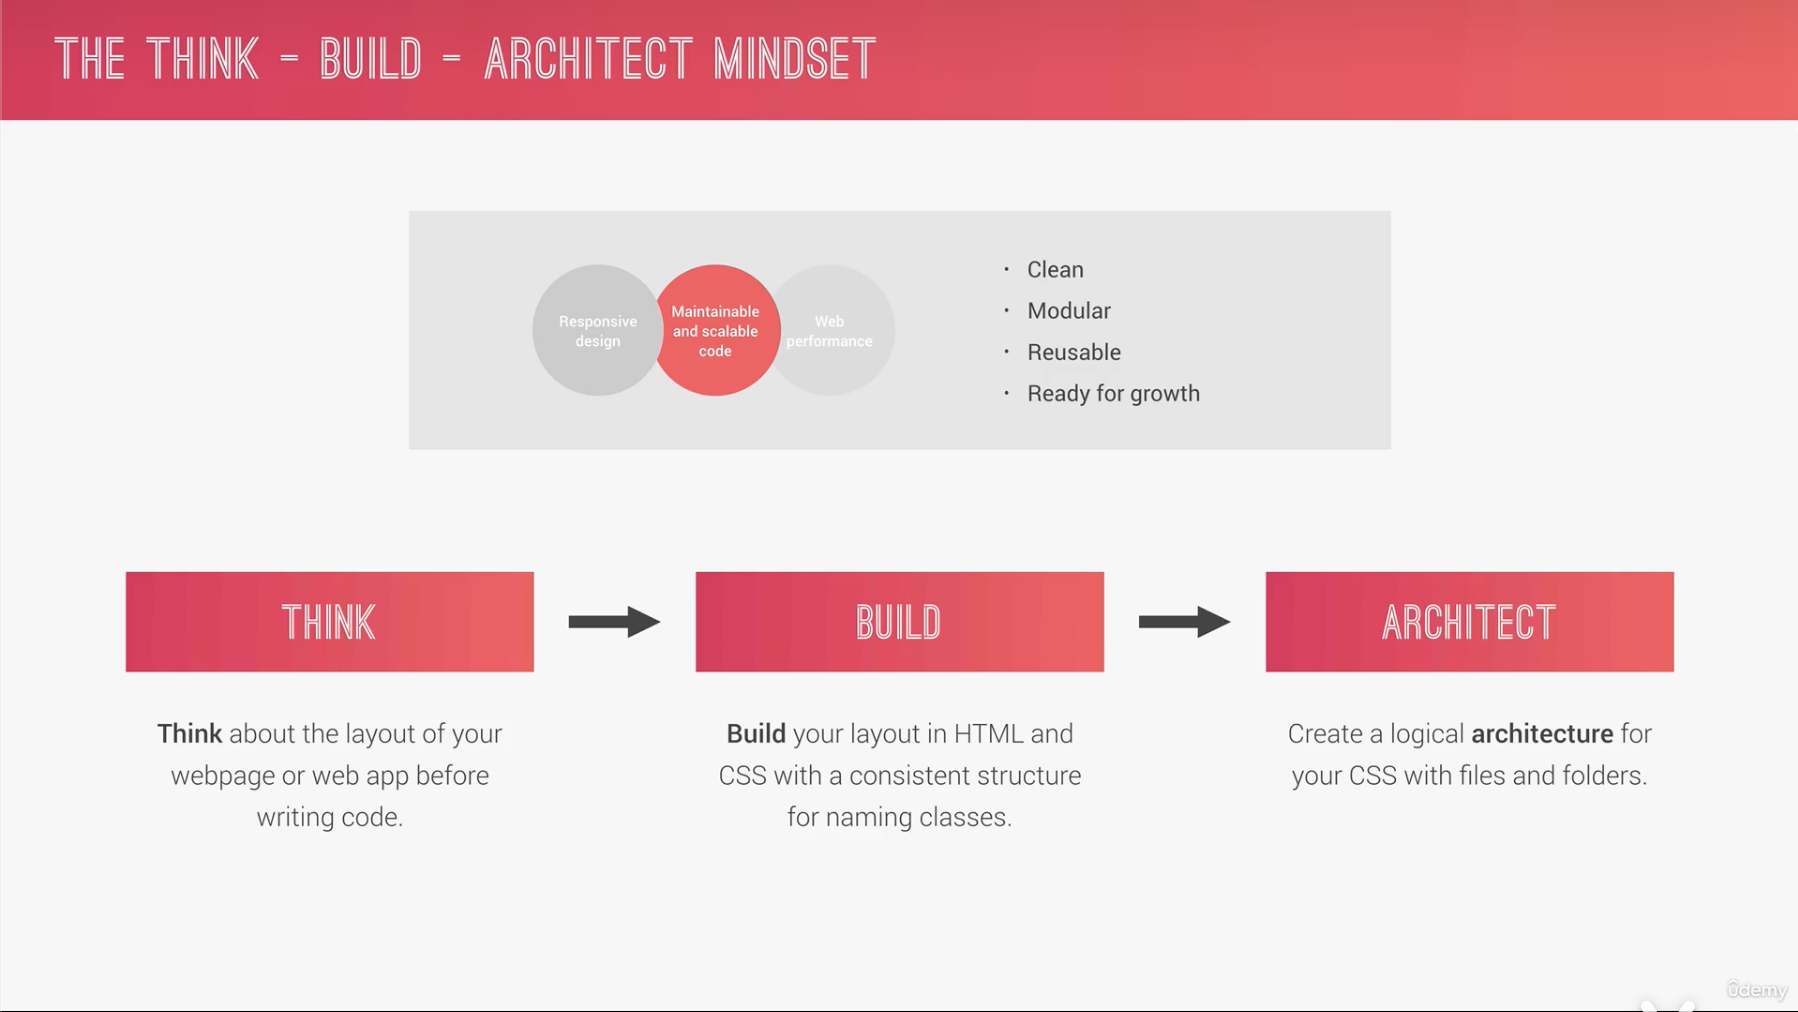 THE THINK - BUILD - ARCHITECT MINDSET
Responsive
design
Maintainable
and scalable
code
Web
performance
· Clean
· Modular
· Reusable
· Ready for growth
THINK
BUILD
ARCHITECT
Think about the layout of your
webpage or web app before
writing code.
Build your layout in HTML and
CSS with a consistent structure
for naming classes.
Create a logical architecture for
your CSS with files and folders.
ûdemy